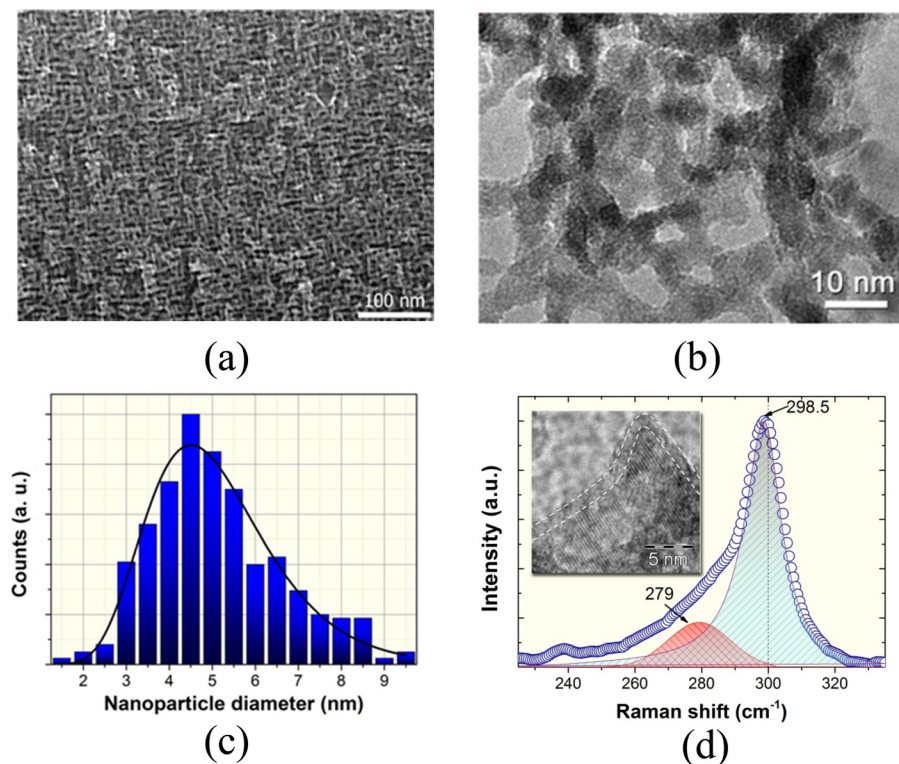 100 nm
10 nm
(a)
(b)
Counts (a. u.)
2 3 4 5 6 7 8 9
Nanoparticle diameter (nm)
(c)
Intensity (a.u.)
5 nm
298.5
279
240 260 280 300 320
Raman shift (cm⁻¹)
(d)